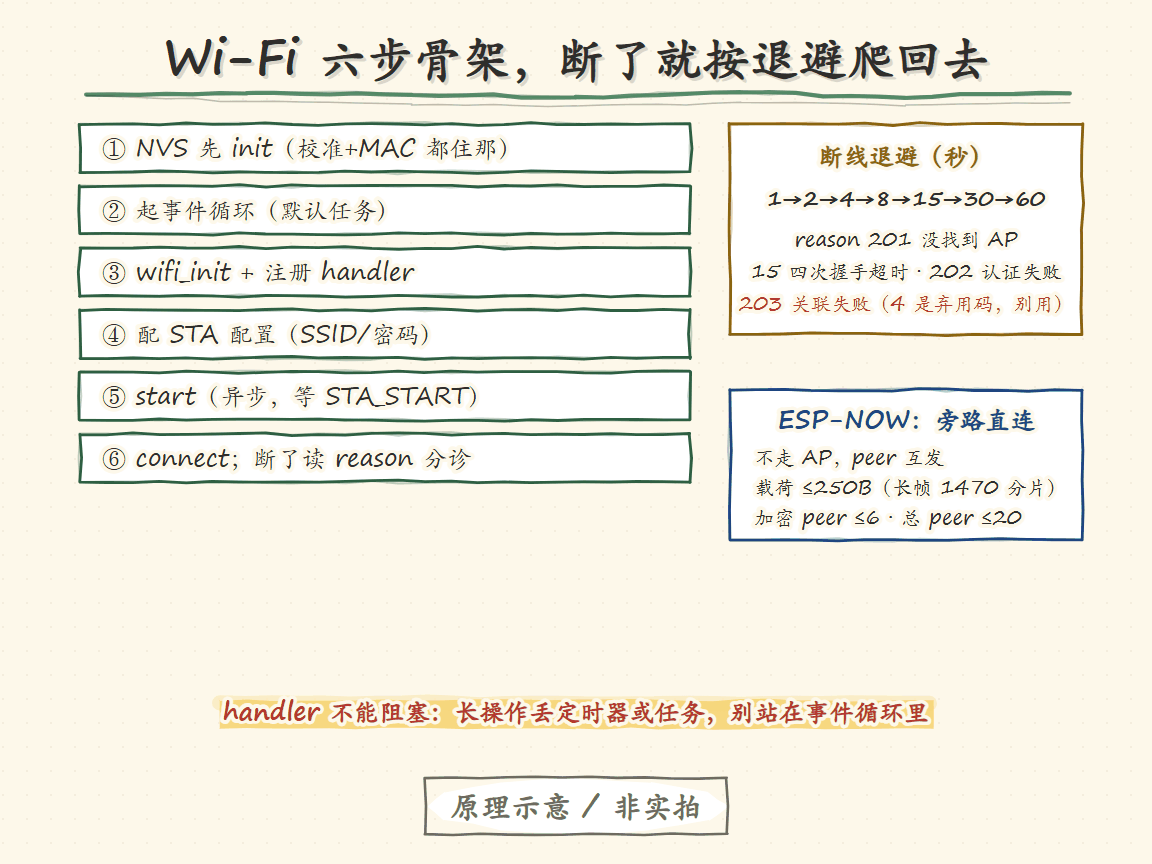 Wi-Fi 六步骨架，断了就按退避爬回去
① NVS 先 init（校准+MAC 都住那）
② 起事件循环（默认任务）
③ wifi_init + 注册 handler
④ 配 STA 配置（SSID/密码）
⑤ start（异步，等 STA_START）
⑥ connect；断了读 reason 分诊
断线退避（秒）
1→2→4→8→15→30→60
reason 201 没找到 AP
15 四次握手超时 · 202 认证失败
203 关联失败（4 是弃用码，别用）
ESP-NOW：旁路直连
不走 AP，peer 互发
载荷 ≤250B（长帧 1470 分片）
加密 peer ≤6 · 总 peer ≤20
handler 不能阻塞：长操作丢定时器或任务，别站在事件循环里
原理示意 / 非实拍